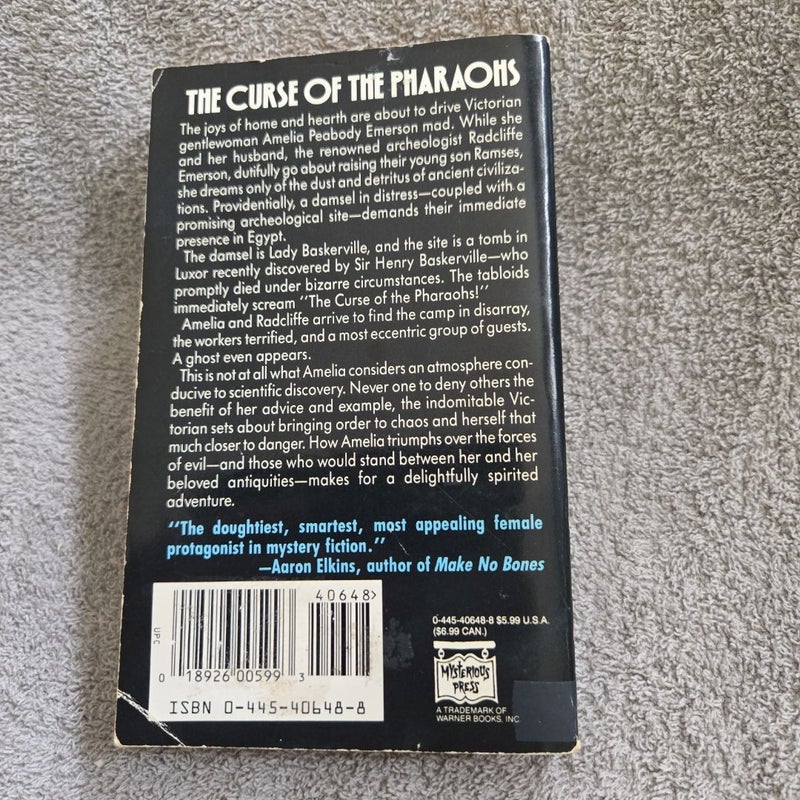 THE CURSE OF THE PHARAOHS
The joys of home and hearth are about to drive Victorian
gentlewoman Amelia Peabody Emerson mad. While she
and her husband, the renowned archeologist Radcliffe
Emerson, dutifully go about raising their young son Ramses,
she dreams only of the dust and detritus of ancient civiliza-
tions. Providentially, a damsel in distress—coupled with a
promising archeological site—demands their immediate
presence in Egypt.
The damsel is Lady Baskerville, and the site is a tomb in
Luxor recently discovered by Sir Henry Baskerville—who
promptly died under bizarre circumstances. The tabloids
immediately scream "The Curse of the Pharaohs!"
Amelia and Radcliffe arrive to find the camp in disarray,
the workers terrified, and a most eccentric group of guests.
A ghost even appears.
This is not at all what Amelia considers an atmosphere con-
ducive to scientific discovery. Never one to deny others the
benefit of her advice and example, the indomitable Vic-
torian sets about bringing order to chaos and herself that
much closer to danger. How Amelia triumphs over the forces
of evil—and those who would stand between her and her
beloved antiquities—makes for a delightfully spirited
adventure.
"The doughtiest, smartest, most appealing female
protagonist in mystery fiction."
—Aaron Elkins, author of Make No Bones
40648>
UPC
0 18926 00599 3
ISBN 0-445-40648-8
0-445-40648-8 $5.99 U.S.A.
($6.99 CAN.)
MYSTERIOUS
PRESS
A TRADEMARK OF
WARNER BOOKS, INC